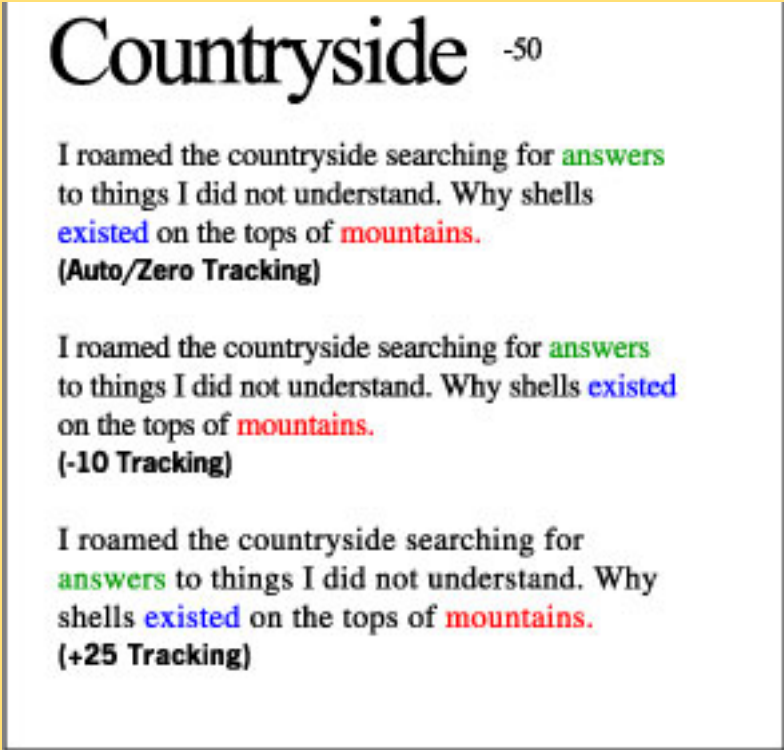 Countryside -50
I roamed the countryside searching for answers
to things I did not understand. Why shells
existed on the tops of mountains.
(Auto/Zero Tracking)
I roamed the countryside searching for answers
to things I did not understand. Why shells existed
on the tops of mountains.
(-10 Tracking)
I roamed the countryside searching for
answers to things I did not understand. Why
shells existed on the tops of mountains.
(+25 Tracking)